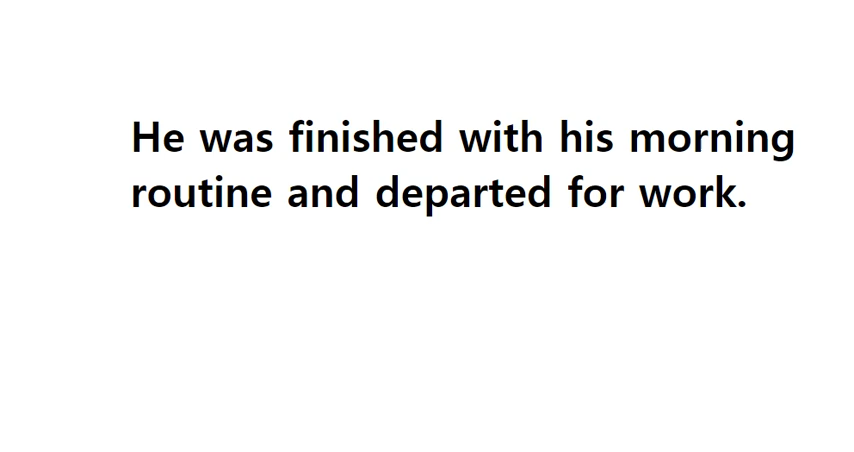 He was finished with his morning
routine and departed for work.